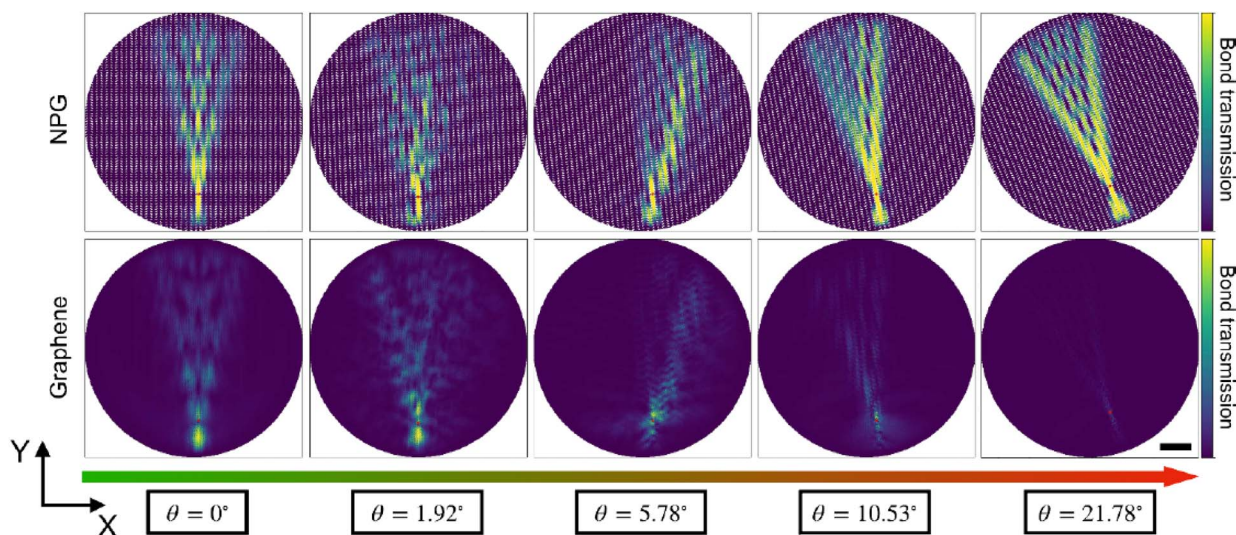 NPG
Bond transmission
Graphene
Bond transmission
Y
X
θ = 0°
θ = 1.92°
θ = 5.78°
θ = 10.53°
θ = 21.78°